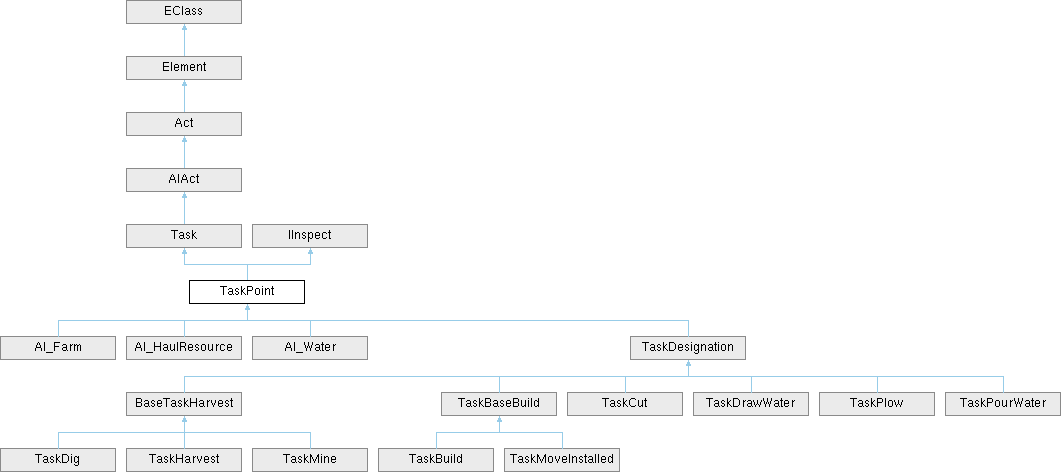 EClass
Element
Act
AIAct
Task IInspect
TaskPoint
AI_Farm AI_HaulResource AI_Water TaskDesignation
BaseTaskHarvest TaskBaseBuild TaskCut TaskDrawWater TaskPlow TaskPourWater
TaskDig TaskHarvest TaskMine TaskBuild TaskMoveInstalled